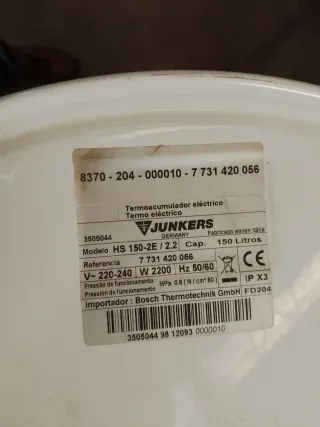 8370 - 204 - 000010 - 7 731 420 056
Termoacumulador eléctrico
Termo eléctrico
JUNKERS
GERMANY
Fabricado em/en Itália
3505044
Modelo HS 150-2E / 2.2 Cap. 150 Litros
Referencia 7 731 420 056
V~ 220-240 W 2200 Hz 50/60
Pressão de funcionamento
Presión de funcionamiento MPa 0.8 ( N / cm² 80 )
IP X3
importador : Bosch Thermotechnik GmbH FD204
3505044 98 12093 0000010